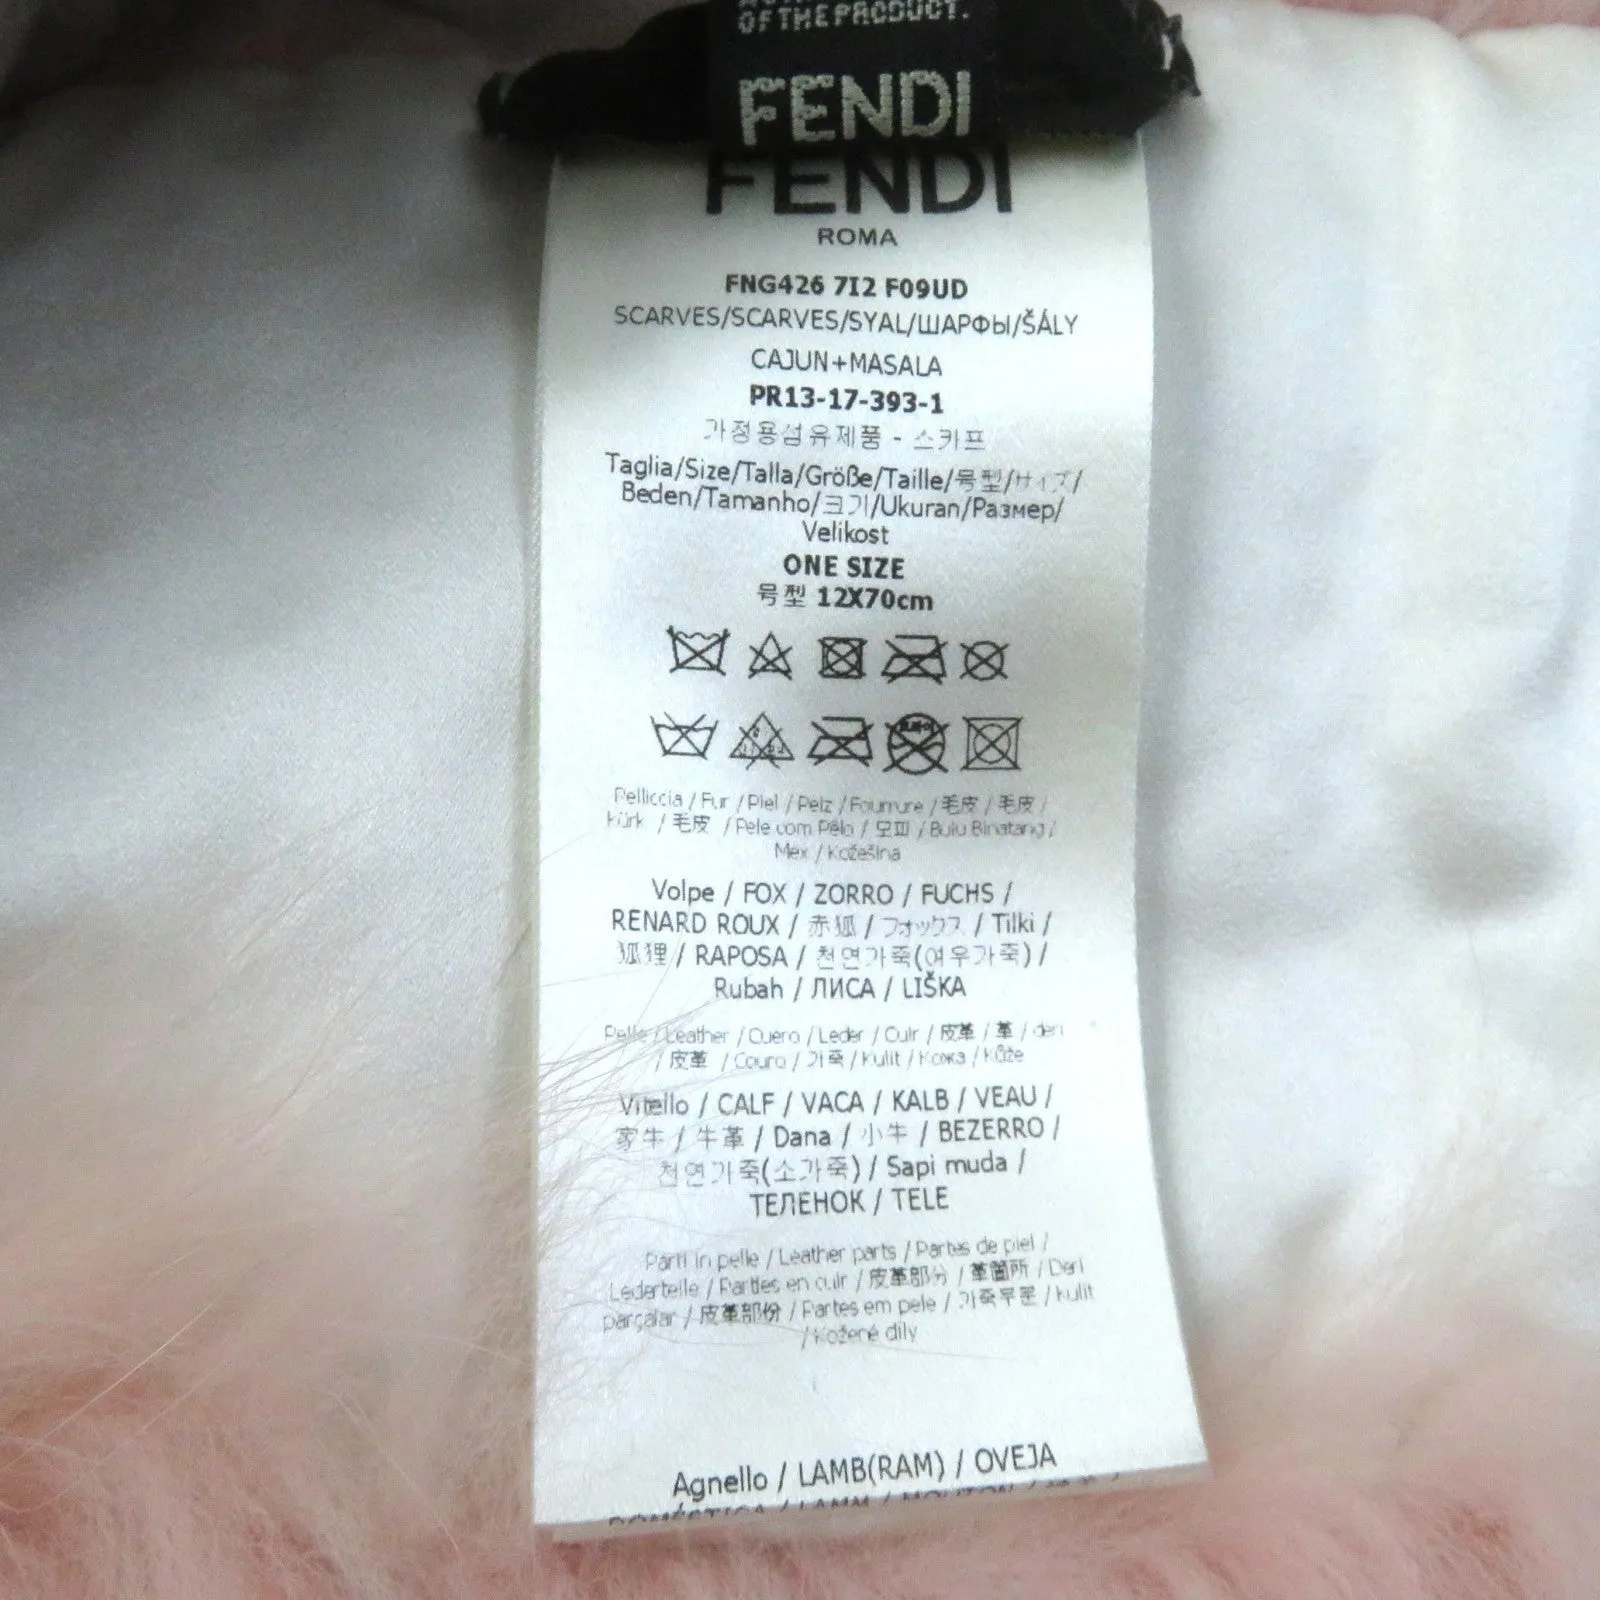 OF THE PRODUCT.
FENDI
FENDI
ROMA
FNG426 7I2 F09UD
SCARVES/SCARVES/SYAL/ШАРФЫ/ŠÁLY
CAJUN+MASALA
PR13-17-393-1
가정용섬유제품 - 스카프
Taglia/Size/Talla/Größe/Taille/号型/サイズ/
Beden/Tamanho/크기/Ukuran/Размер/
Velikost
ONE SIZE
号型 12X70cm
Pelliccia / Fur / Piel / Pelz / Fourrure / 毛皮 / 毛皮 /
Kürk / 毛皮 / Pele com Pêlo / 모피 / Bulu Binatang /
Мех / Kožešina
Volpe / FOX / ZORRO / FUCHS /
RENARD ROUX / 赤狐 / フォックス / Tilki /
狐狸 / RAPOSA / 천연가죽(여우가죽) /
Rubah / ЛИСА / LIŠKA
Pelle / Leather / Cuero / Leder / Cuir / 皮革 / 革 / deri
/ 皮革 / Couro / 가죽 / Kulit / Кожа / Kůže
Vitello / CALF / VACA / KALB / VEAU /
家牛 / 牛革 / Dana / 小牛 / BEZERRO /
천연가죽(소가죽) / Sapi muda /
ТЕЛЕНОК / TELE
Parti in pelle / Leather parts / Partes de piel /
Lederteile / Parties en cuir / 皮革部分 / 革箇所 / Deri
parçalar / 皮革部份 / Partes em pele / 가죽부분 / Kulit
/ Kožené díly
Agnello / LAMB(RAM) / OVEJA
DOMÉSTICA / LAMM / MOUTON /